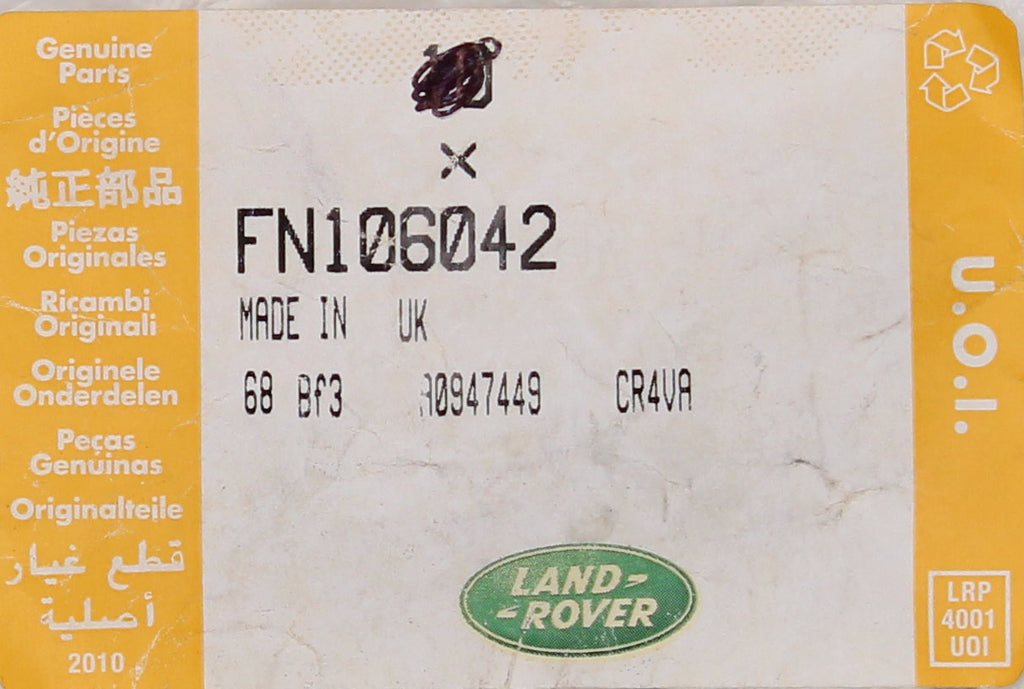 Genuine
Parts
Pièces
d'Origine
純正部品
Piezas
Originales
Ricambi
Originali
Originele
Onderdelen
Peças
Genuinas
Originalteile
قطع غيار
أصلية
2010
X
FN106042
MADE IN UK
68 Bf3 A0947449 CR4VA
LAND-
-ROVER
U.O.I.
LRP
4001
UOI